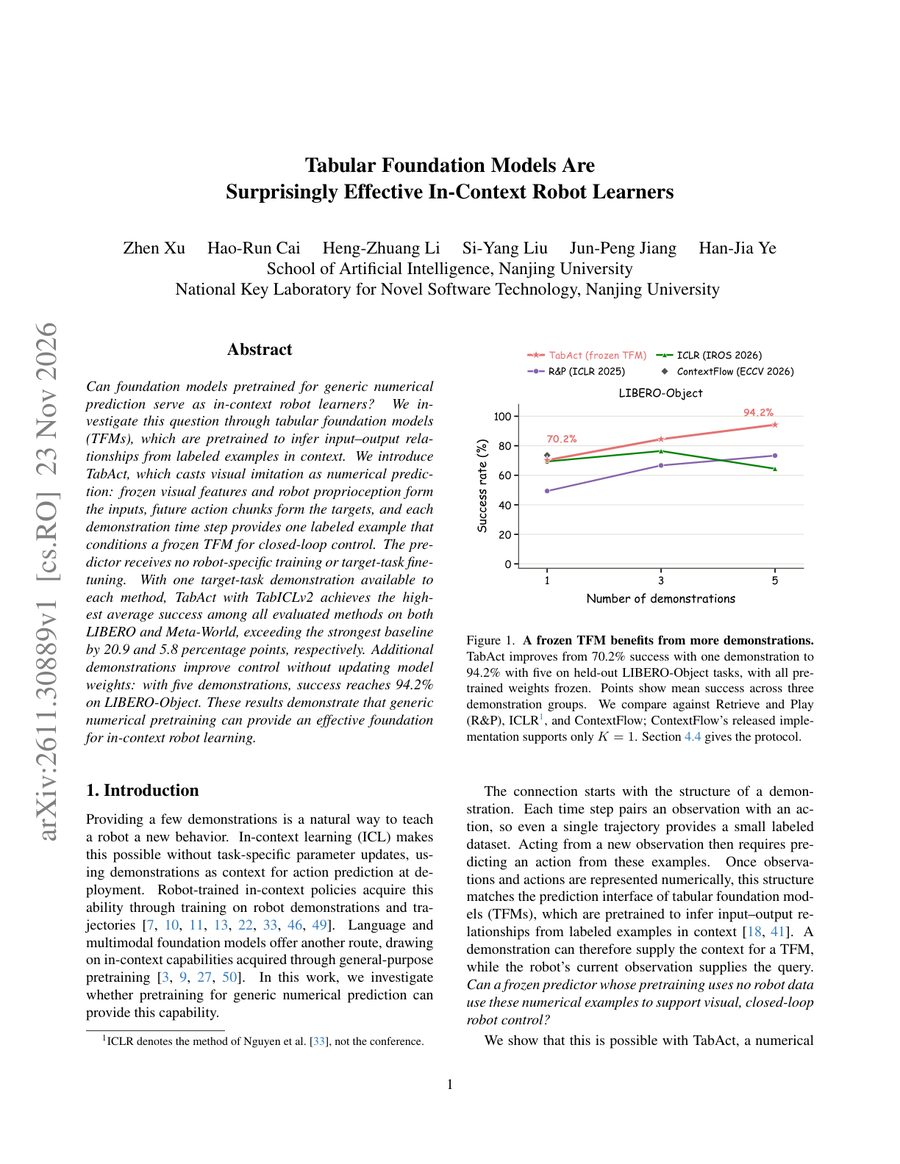 arXiv:2611.30889v1 [cs.RO] 23 Nov 2026
Tabular Foundation Models Are
Surprisingly Effective In-Context Robot Learners
Zhen Xu Hao-Run Cai Heng-Zhuang Li Si-Yang Liu Jun-Peng Jiang Han-Jia Ye
School of Artificial Intelligence, Nanjing University
National Key Laboratory for Novel Software Technology, Nanjing University
Abstract
Can foundation models pretrained for generic numerical
prediction serve as in-context robot learners? We in-
vestigate this question through tabular foundation models
(TFMs), which are pretrained to infer input–output rela-
tionships from labeled examples in context. We introduce
TabAct, which casts visual imitation as numerical predic-
tion: frozen visual features and robot proprioception form
the inputs, future action chunks form the targets, and each
demonstration time step provides one labeled example that
conditions a frozen TFM for closed-loop control. The pre-
dictor receives no robot-specific training or target-task fine-
tuning. With one target-task demonstration available to
each method, TabAct with TabICLv2 achieves the high-
est average success among all evaluated methods on both
LIBERO and Meta-World, exceeding the strongest baseline
by 20.9 and 5.8 percentage points, respectively. Additional
demonstrations improve control without updating model
weights: with five demonstrations, success reaches 94.2%
on LIBERO-Object. These results demonstrate that generic
numerical pretraining can provide an effective foundation
for in-context robot learning.
1. Introduction
Providing a few demonstrations is a natural way to teach
a robot a new behavior. In-context learning (ICL) makes
this possible without task-specific parameter updates, us-
ing demonstrations as context for action prediction at de-
ployment. Robot-trained in-context policies acquire this
ability through training on robot demonstrations and tra-
jectories [7, 10, 11, 13, 22, 33, 46, 49]. Language and
multimodal foundation models offer another route, drawing
on in-context capabilities acquired through general-purpose
pretraining [3, 9, 27, 50]. In this work, we investigate
whether pretraining for generic numerical prediction can
provide this capability.
1ICLR denotes the method of Nguyen et al. [33], not the conference.
TabAct (frozen TFM) ICLR (IROS 2026)
R&P (ICLR 2025) ContextFlow (ECCV 2026)
LIBERO-Object
Success rate (%)
100
80
60
40
20
0
70.2%
94.2%
1 3 5
Number of demonstrations
Figure 1. A frozen TFM benefits from more demonstrations.
TabAct improves from 70.2% success with one demonstration to
94.2% with five on held-out LIBERO-Object tasks, with all pre-
trained weights frozen. Points show mean success across three
demonstration groups. We compare against Retrieve and Play
(R&P), ICLR1, and ContextFlow; ContextFlow's released imple-
mentation supports only K = 1. Section 4.4 gives the protocol.
The connection starts with the structure of a demon-
stration. Each time step pairs an observation with an ac-
tion, so even a single trajectory provides a small labeled
dataset. Acting from a new observation then requires pre-
dicting an action from these examples. Once observa-
tions and actions are represented numerically, this structure
matches the prediction interface of tabular foundation mod-
els (TFMs), which are pretrained to infer input–output re-
lationships from labeled examples in context [18, 41]. A
demonstration can therefore supply the context for a TFM,
while the robot's current observation supplies the query.
Can a frozen predictor whose pretraining uses no robot data
use these numerical examples to support visual, closed-loop
robot control?
We show that this is possible with TabAct, a numerical
1